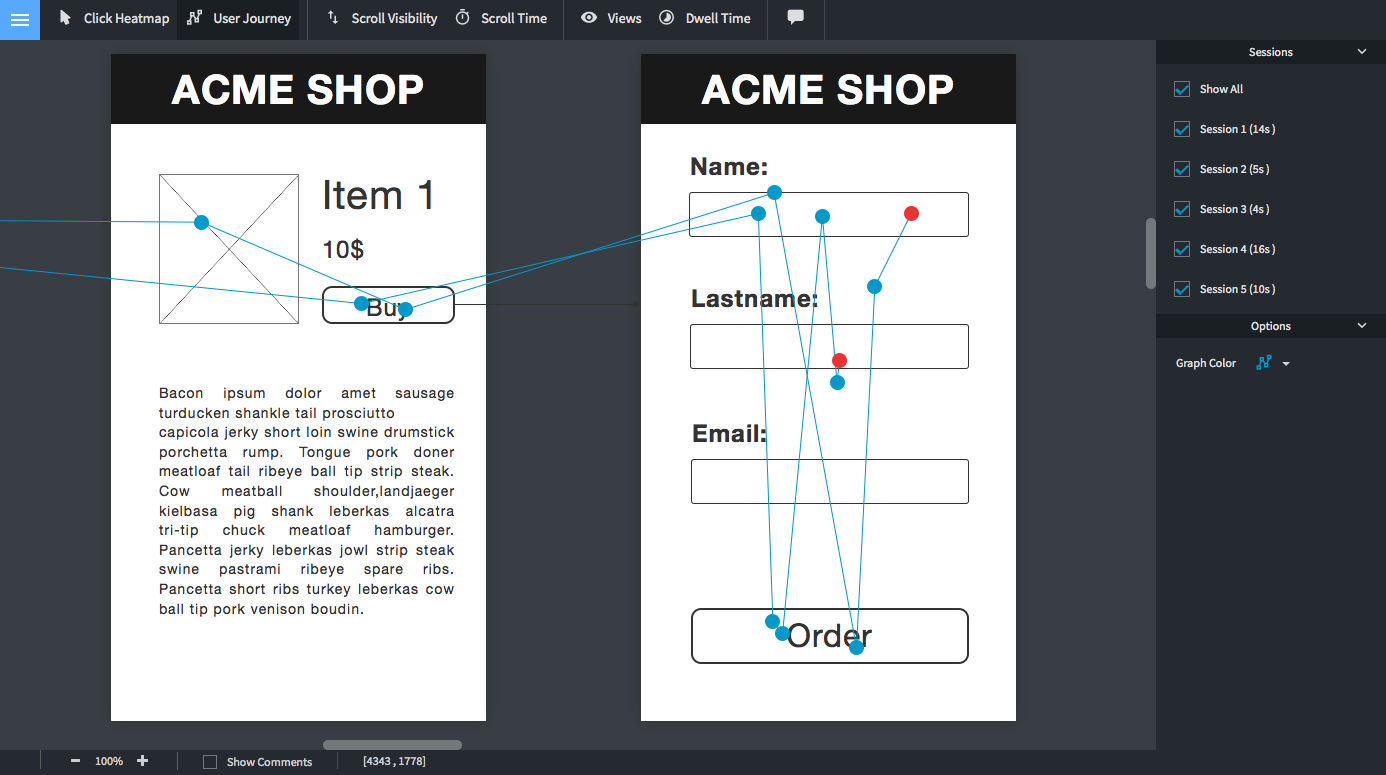 Click Heatmap
User Journey
Scroll Visibility
Scroll Time
Views
Dwell Time
ACME SHOP
Item 1
10$
Buy
Bacon ipsum dolor amet sausage
turducken shankle tail prosciutto
capicola jerky short loin swine drumstick
porchetta rump. Tongue pork doner
meatloaf tail ribeye ball tip strip steak.
Cow meatball shoulder,landjaeger
kielbasa pig shank leberkas alcatra
tri-tip chuck meatloaf hamburger.
Pancetta jerky leberkas jowl strip steak
swine pastrami ribeye spare ribs.
Pancetta short ribs turkey leberkas cow
ball tip pork venison boudin.
ACME SHOP
Name:
Lastname:
Email:
Order
Sessions
Show All
Session 1 (14s )
Session 2 (5s )
Session 3 (4s )
Session 4 (16s )
Session 5 (10s )
Options
Graph Color
100%
Show Comments
[4343 , 1778]